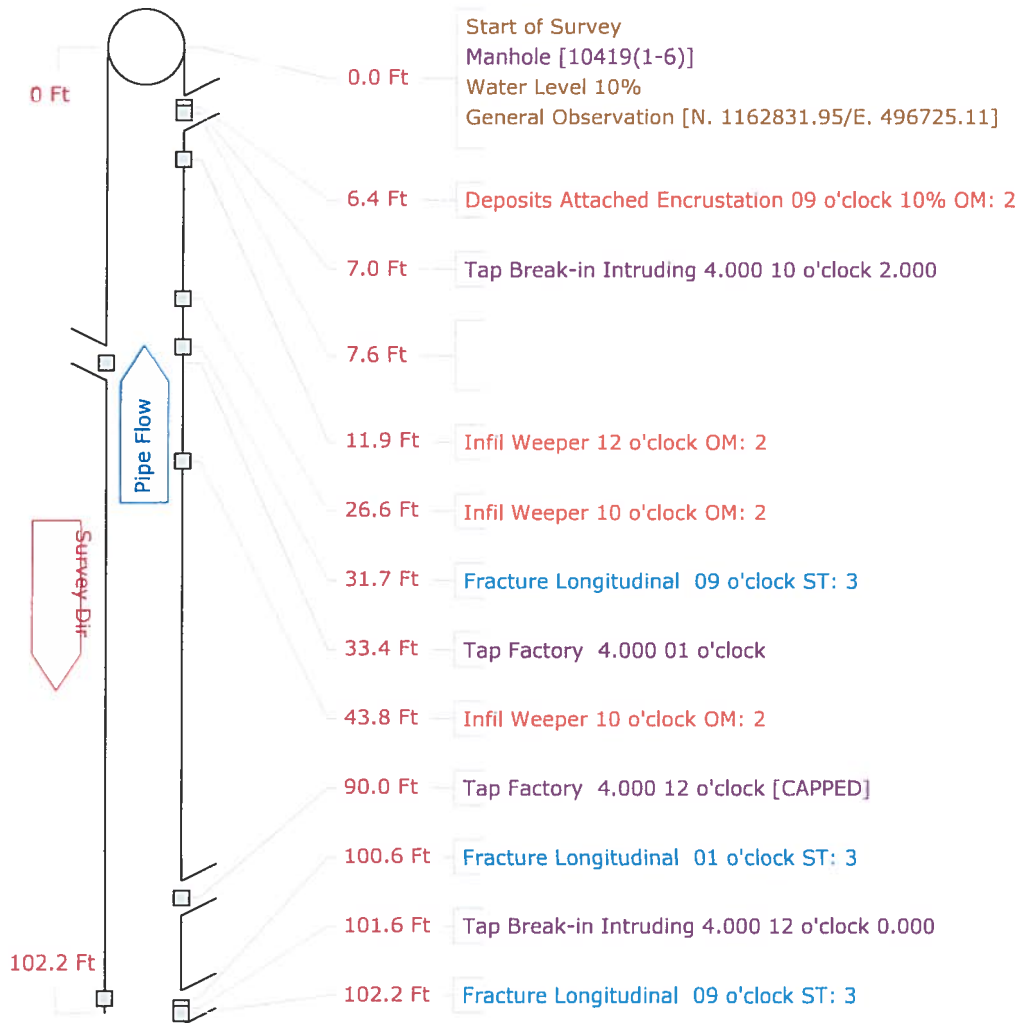 Start of Survey
Manhole [10419(1-6)]
0.0 Ft
0 Ft
Water Level 10%
General Observation [N. 1162831.95/E. 496725.11]
6.4 Ft Deposits Attached Encrustation 09 o'clock 10% OM: 2
7.0 Ft Tap Break-in Intruding 4.000 10 o'clock 2.000
7.6 Ft
Pipe Flow
11.9 Ft Infil Weeper 12 o'clock OM: 2
26.6 Ft Infil Weeper 10 o'clock OM: 2
Survey Dir
31.7 Ft Fracture Longitudinal 09 o'clock ST: 3
33.4 Ft Tap Factory 4.000 01 o'clock
43.8 Ft Infil Weeper 10 o'clock OM: 2
90.0 Ft Tap Factory 4.000 12 o'clock [CAPPED]
100.6 Ft Fracture Longitudinal 01 o'clock ST: 3
101.6 Ft Tap Break-in Intruding 4.000 12 o'clock 0.000
102.2 Ft
102.2 Ft Fracture Longitudinal 09 o'clock ST: 3